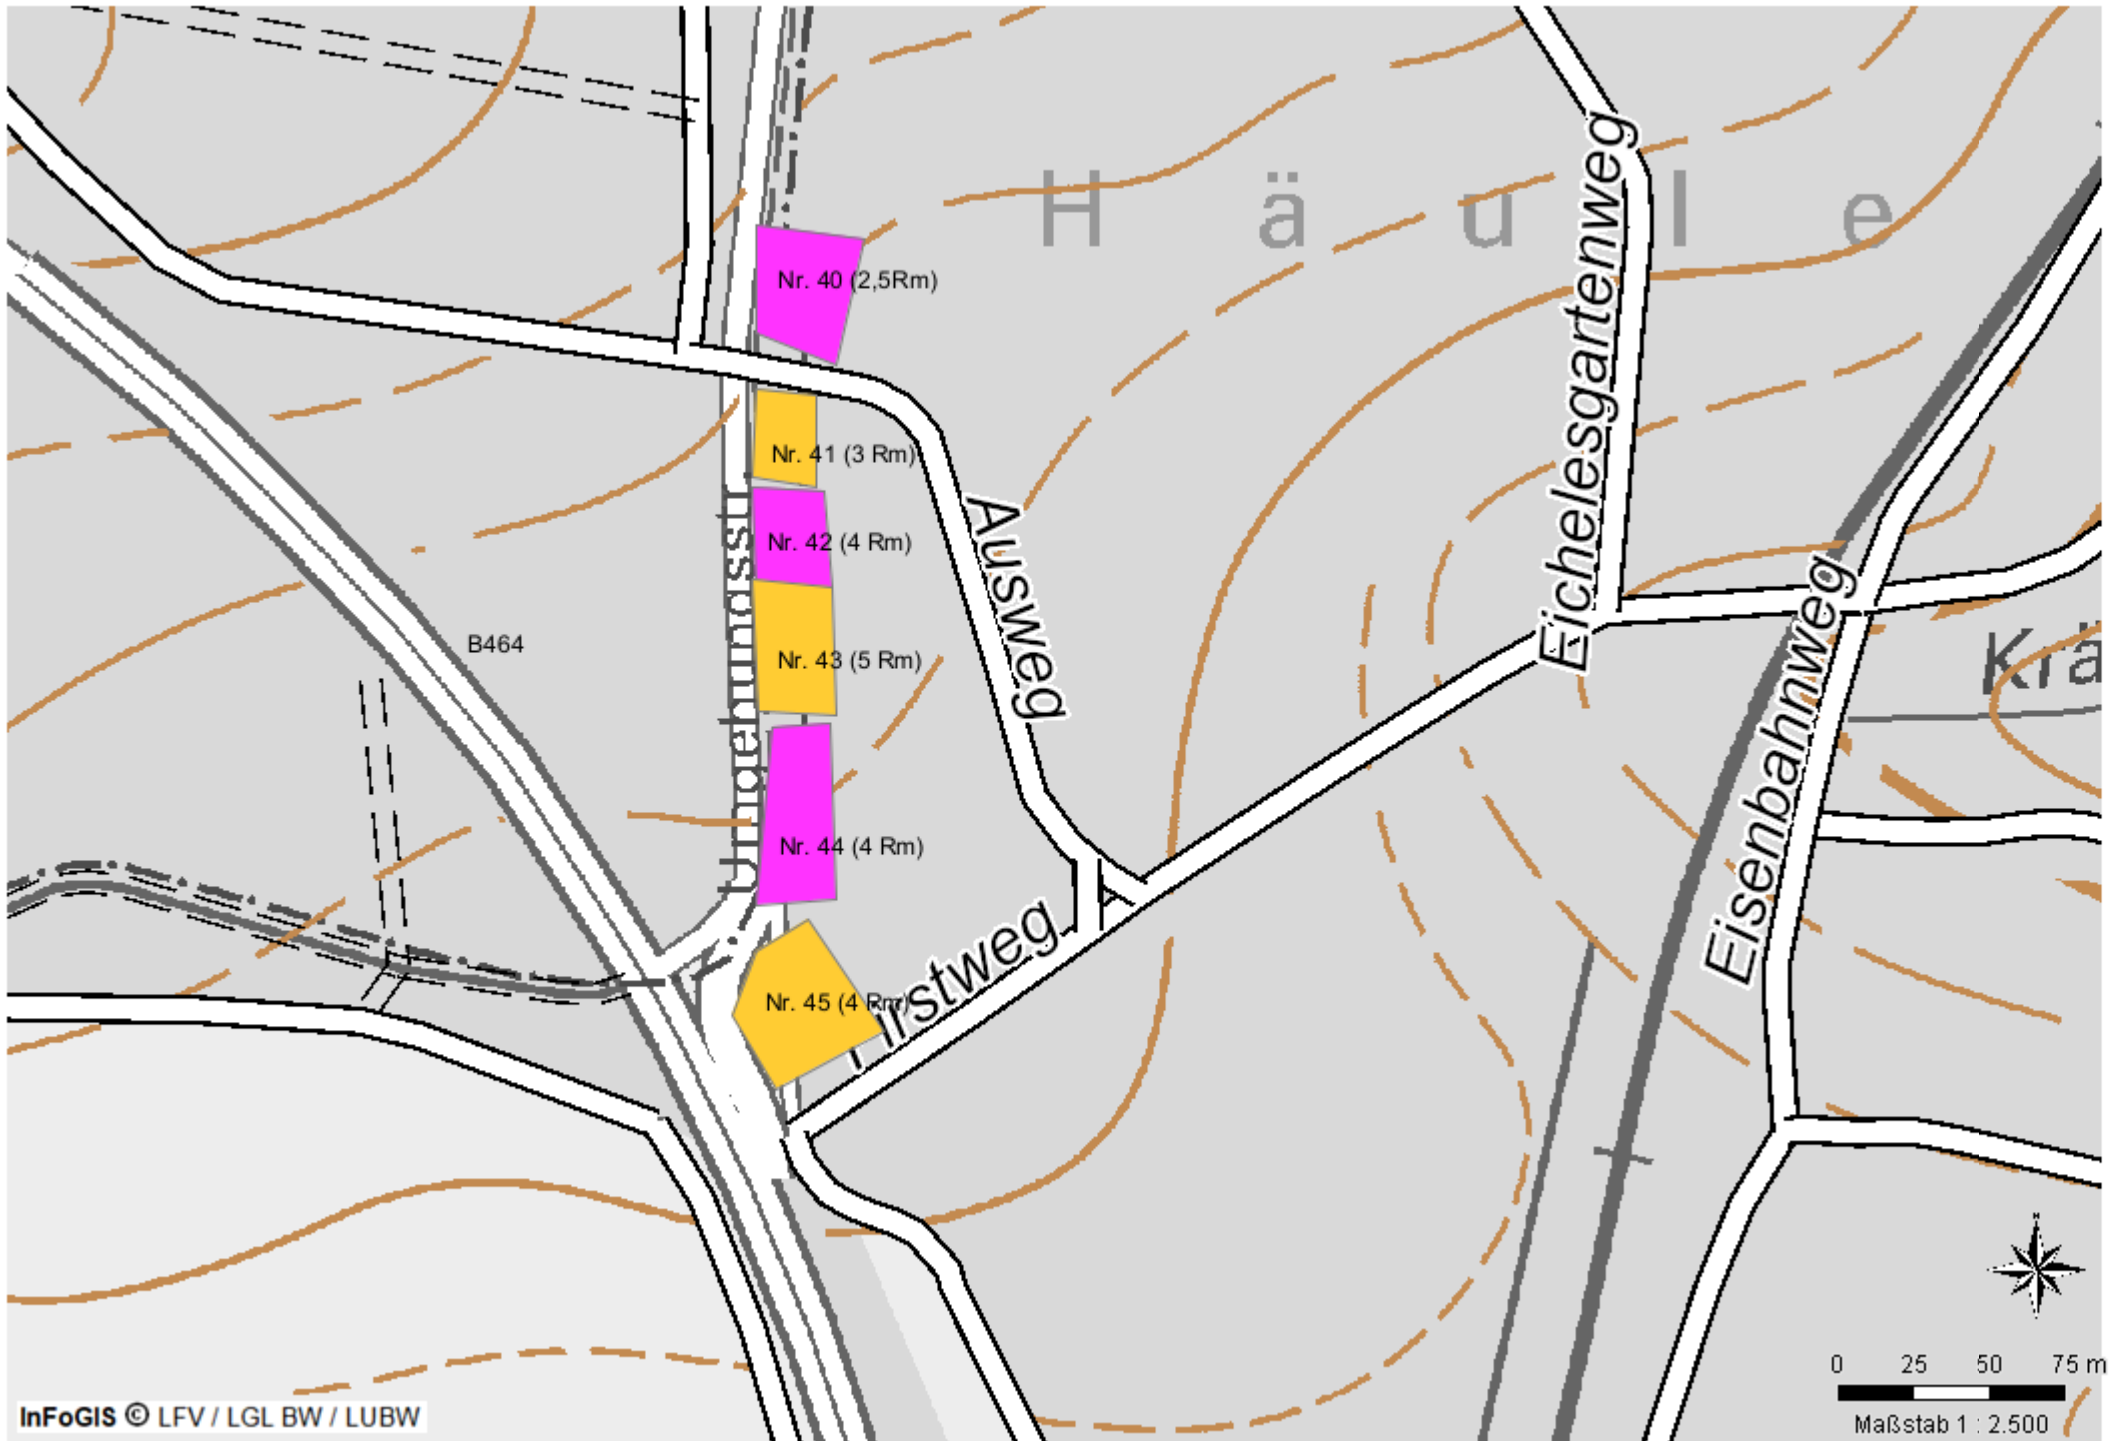 H ä u l e
Nr. 40 (2,5Rm)
Eichelesgartenweg
Nr. 41 (3 Rm)
Ausweg
Nr. 42 (4 Rm)
B464
Nr. 43 (5 Rm)
Krä
Eisenbahnweg
Nr. 44 (4 Rm)
Nr. 45 (4 Rm)
0 25 50 75 m
Maßstab 1 : 2.500
InFoGIS © LFV / LGL BW / LUBW